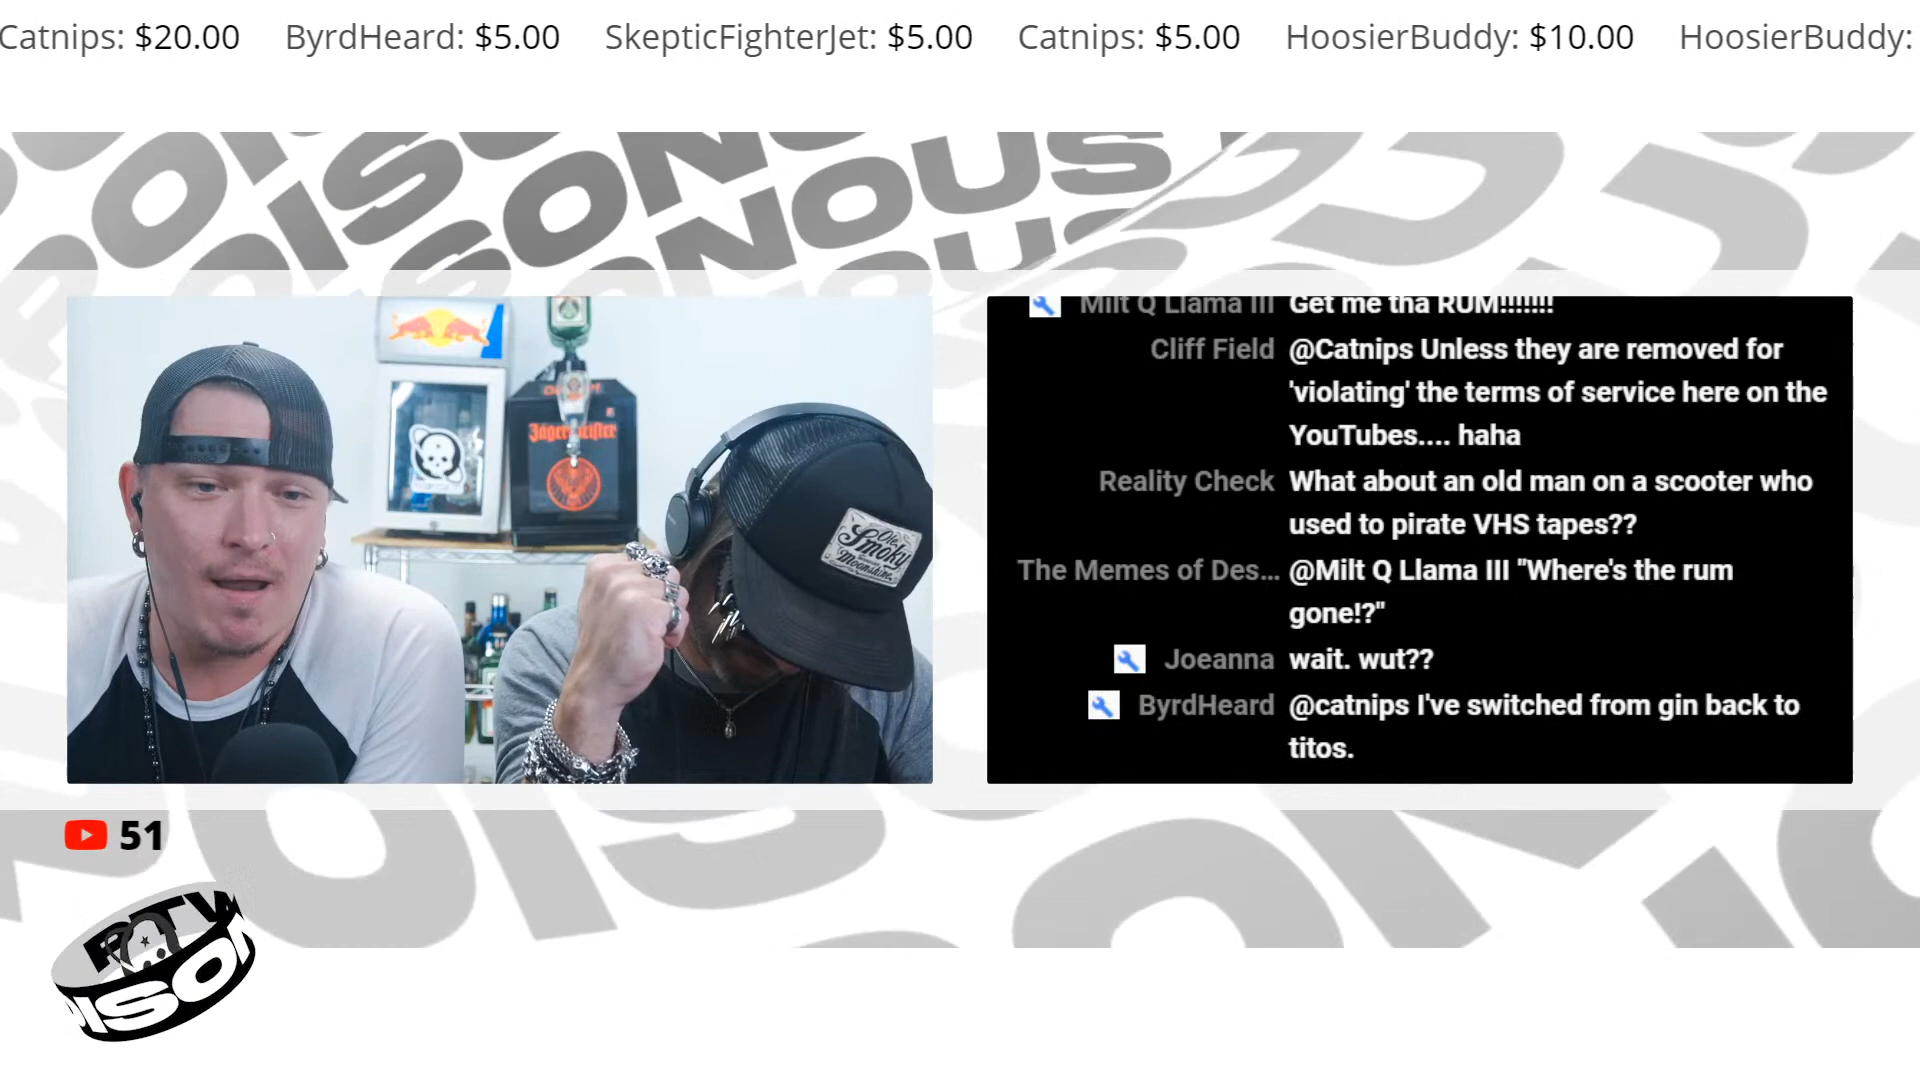 Catnips: $20.00 ByrdHeard: $5.00 SkepticFighterJet: $5.00 Catnips: $5.00 HoosierBuddy: $10.00 HoosierBuddy:
NOUS
Milt Q Llama III Get me tha RUM!!!!!!!
Cliff Field @Catnips Unless they are removed for
'violating' the terms of service here on the
YouTubes.... haha
Reality Check What about an old man on a scooter who
used to pirate VHS tapes??
The Memes of Des... @Milt Q Llama III "Where's the rum
gone!?"
Joeanna wait. wut??
ByrdHeard @catnips I've switched from gin back to
titos.
Jägermeister
Ole
Smoky
Moonshine
51